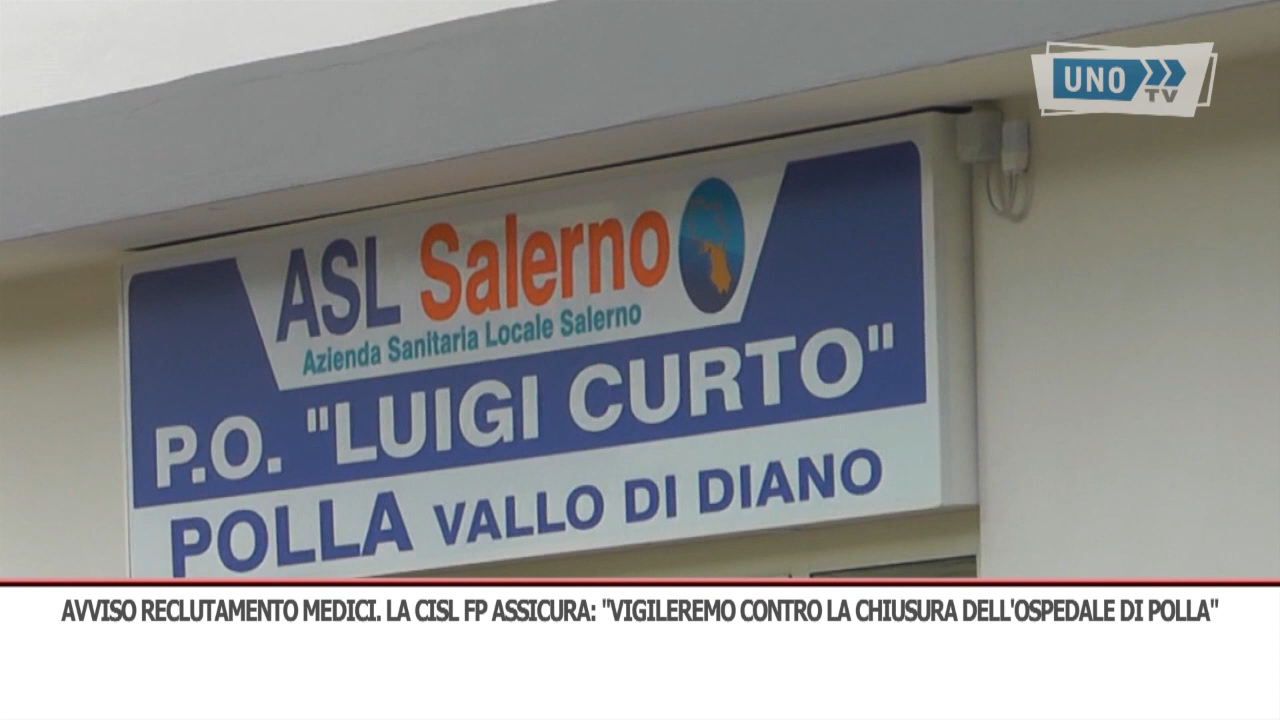 UNO TV
ASL Salerno
Azienda Sanitaria Locale Salerno
P.O. "LUIGI CURTO"
POLLA VALLO DI DIANO
AVVISO RECLUTAMENTO MEDICI. LA CISL FP ASSICURA: "VIGILEREMO CONTRO LA CHIUSURA DELL'OSPEDALE DI POLLA"